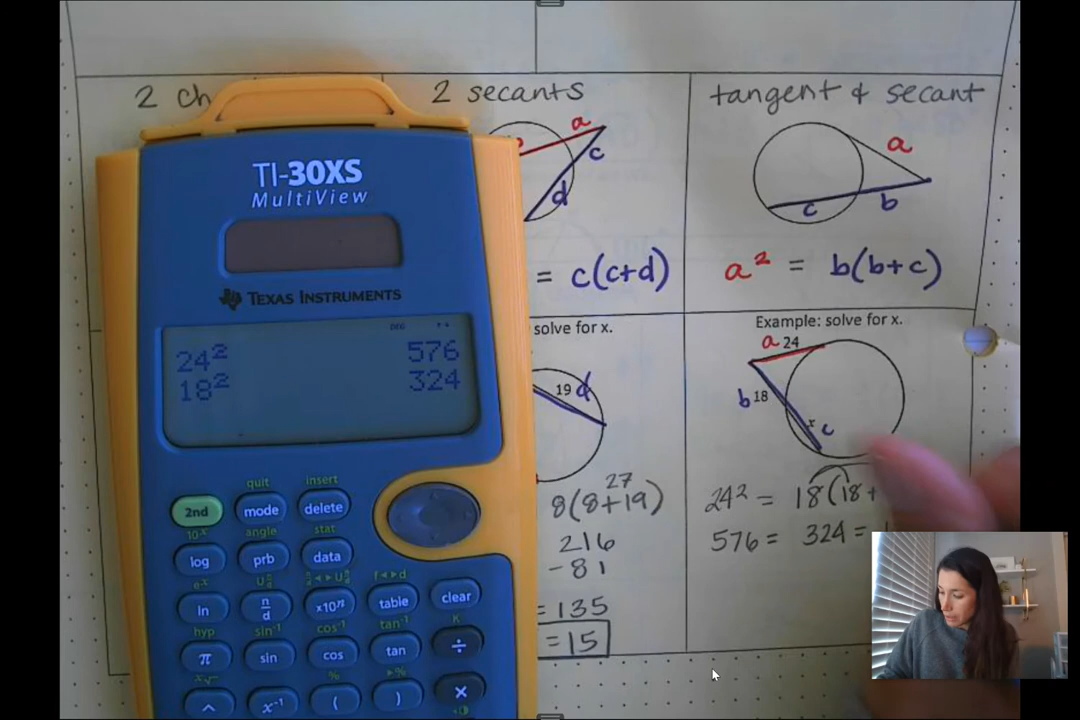 2 ch
2 secants
tangent & secant
a
c
d
a
c
b
= c(c+d)
a² = b(b+c)
solve for x.
Example: solve for x.
19 d
a 24
b 18
x c
27
8(8+19)
216
-81
= 135
= 15
24² = 18(18+
576 = 324 =
TI-30XS
MultiView
TEXAS INSTRUMENTS
DEG
24² 576
18² 324
quit insert
2nd mode delete
10ˣ angle stat
log prb data
eˣ f◄►d
ln n/d ×10ⁿ table clear
hyp sin⁻¹ cos⁻¹ tan⁻¹ K
π sin cos tan ÷
ˣ√ % ►%
^ x⁻¹ ( ) ×